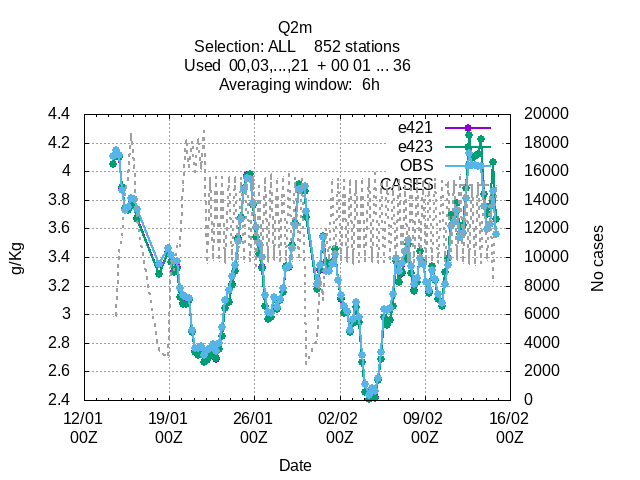 Q2m
Selection: ALL 852 stations
Used 00,03,...,21 + 00 01 ... 36
Averaging window: 6h
4.4
4.2
4
3.8
3.6
3.4
3.2
3
2.8
2.6
2.4
g/Kg
20000
18000
16000
14000
12000
10000
8000
6000
4000
2000
0
No cases
e421
e423
OBS
CASES
12/01 19/01 26/01 02/02 09/02 16/02
00Z 00Z 00Z 00Z 00Z 00Z
Date